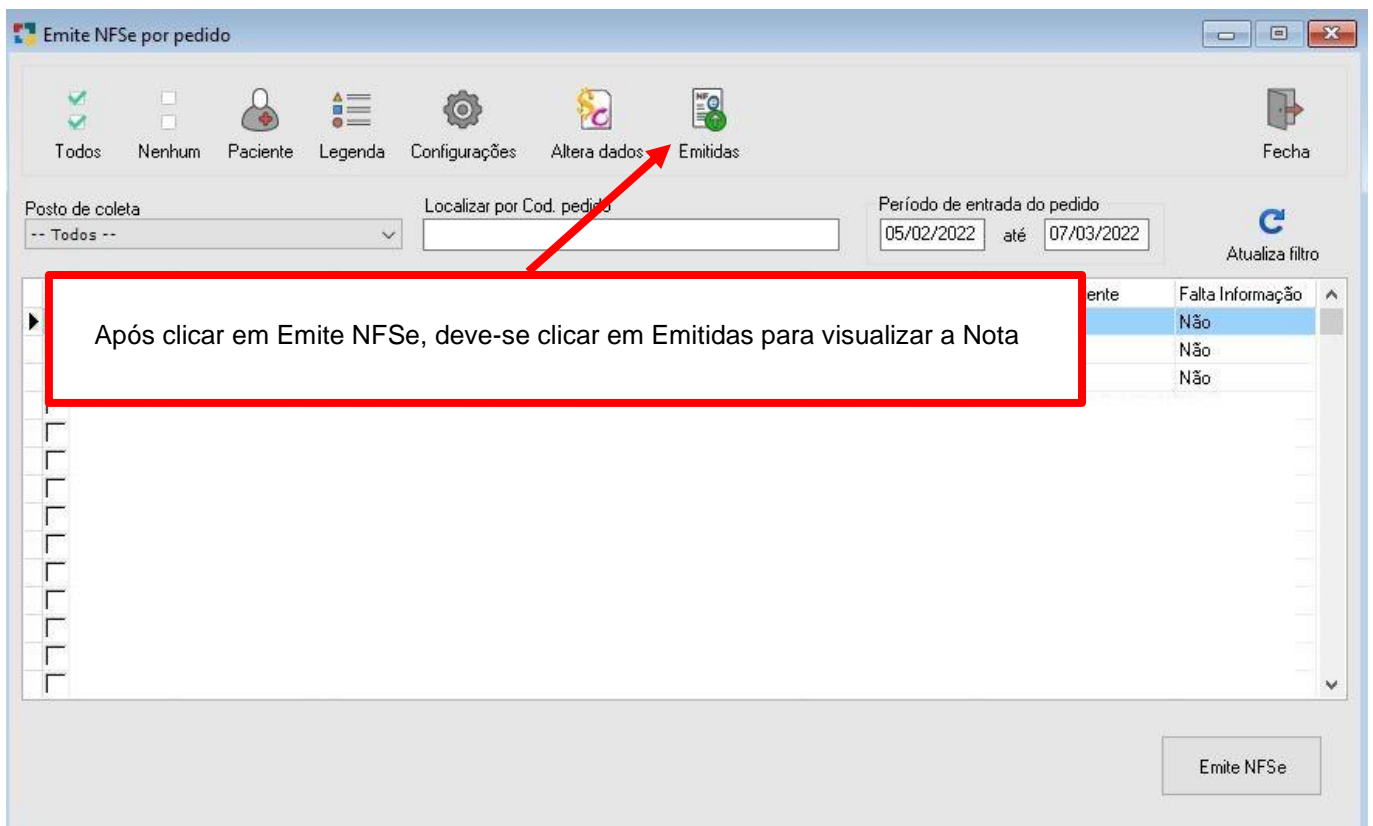 Emite NFSe por pedido
Todos Nenhum Paciente Legenda Configurações Altera dados Emitidas Fecha
Posto de coleta Localizar por Cod. pedido Período de entrada do pedido
-- Todos -- 05/02/2022 até 07/03/2022
Atualiza filtro
ente Falta Informação
Não
Após clicar em Emite NFSe, deve-se clicar em Emitidas para visualizar a Nota
Não
Não
Emite NFSe